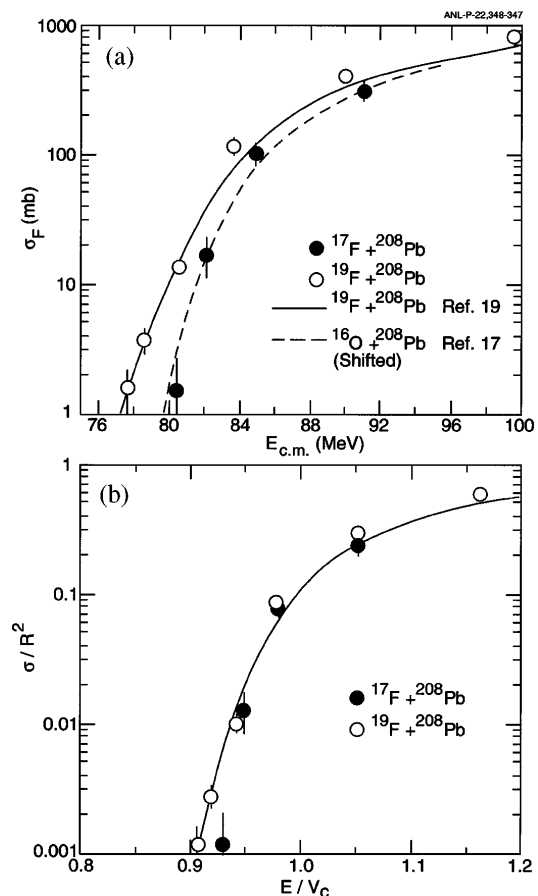 ANL-P-22,348-347
(a)
1000
100
10
1
σF (mb)
17F + 208Pb
19F + 208Pb
19F + 208Pb Ref. 19
16O + 208Pb Ref. 17
(Shifted)
76 80 84 88 92 96 100
Ec.m. (MeV)
(b)
1
0.1
0.01
0.001
σ / R2
17F + 208Pb
19F + 208Pb
0.8 0.9 1.0 1.1 1.2
E / VC